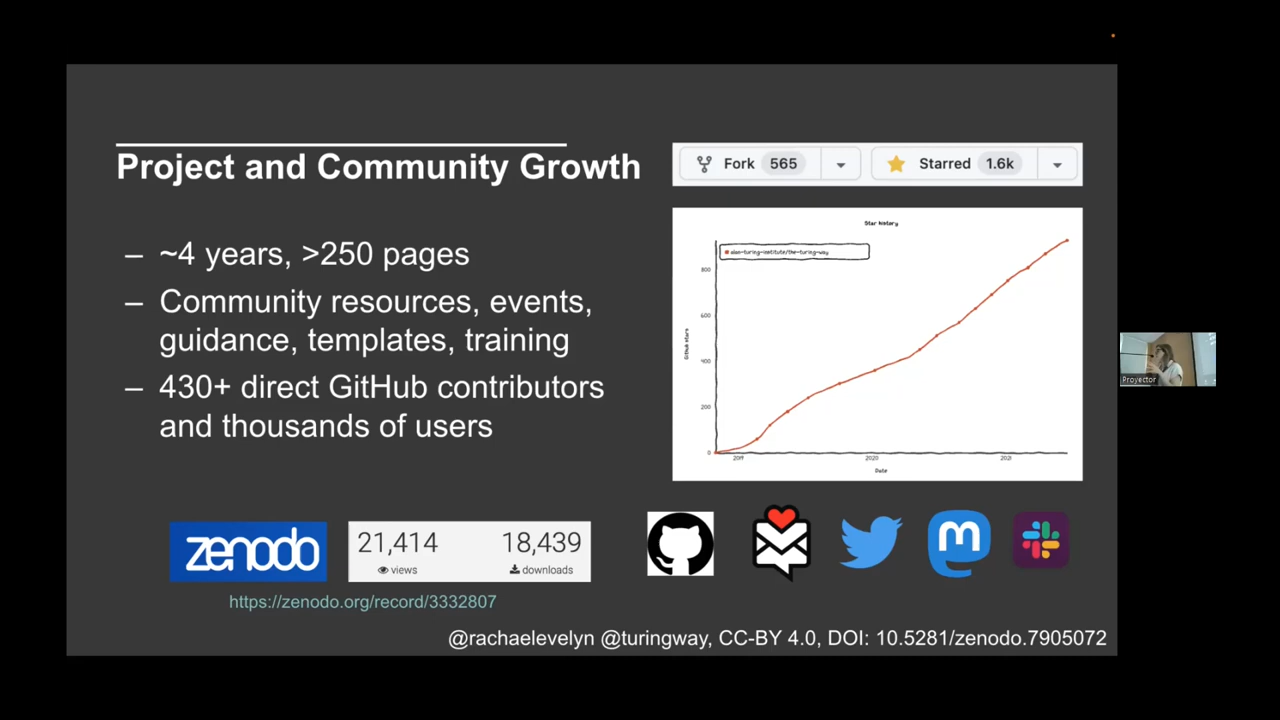 Project and Community Growth
Fork 565
Starred 1.6k
– ~4 years, >250 pages
– Community resources, events,
guidance, templates, training
– 430+ direct GitHub contributors
and thousands of users
Star history
alan-turing-institute/the-turing-way
GitHub stars
800
600
400
200
0
2019
2020
2021
Date
zenodo
21,414
views
18,439
downloads
https://zenodo.org/record/3332807
m
@rachaelevelyn @turingway, CC-BY 4.0, DOI: 10.5281/zenodo.7905072
Proyector